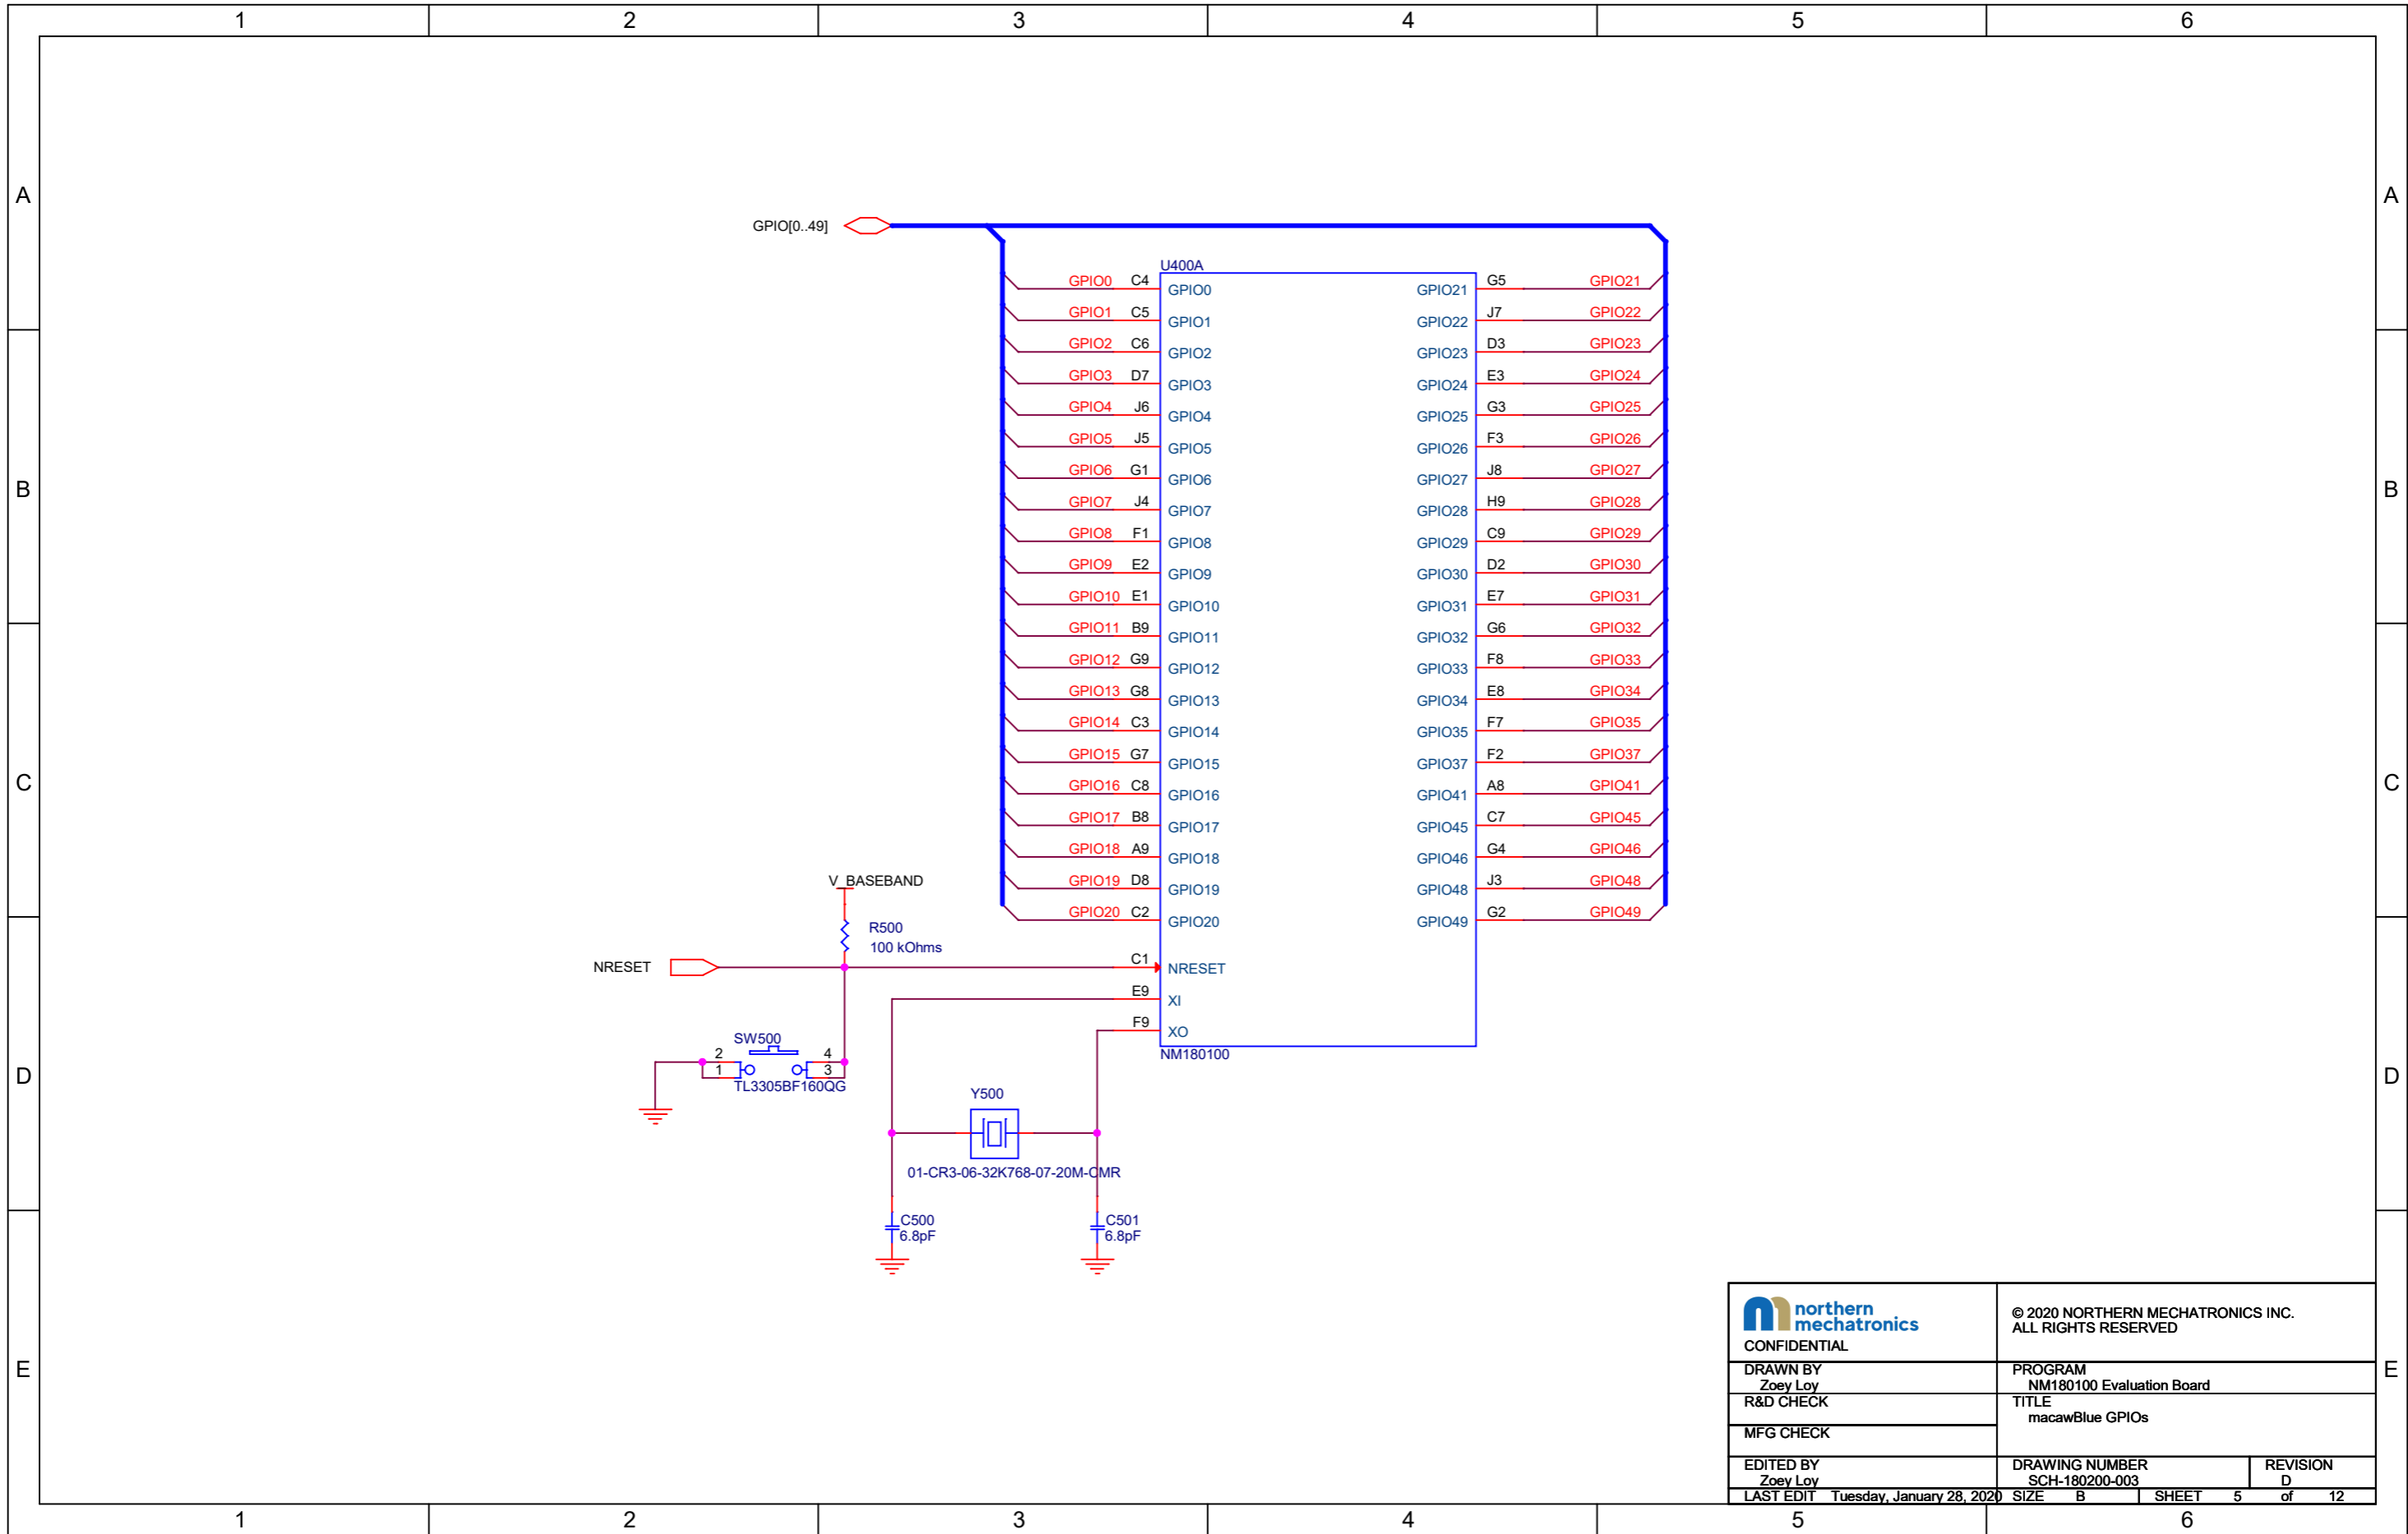 1 2 3 4 5 6
A A
GPIO[0..49]
U400A
GPIO0 C4 GPIO0 GPIO21 G5 GPIO21
GPIO1 C5 GPIO1 GPIO22 J7 GPIO22
GPIO2 C6 GPIO2 GPIO23 D3 GPIO23
GPIO3 D7 GPIO3 GPIO24 E3 GPIO24
GPIO4 J6 GPIO4 GPIO25 G3 GPIO25
GPIO5 J5 GPIO5 GPIO26 F3 GPIO26
GPIO6 G1 GPIO6 GPIO27 J8 GPIO27
B B
GPIO7 J4 GPIO7 GPIO28 H9 GPIO28
GPIO8 F1 GPIO8 GPIO29 C9 GPIO29
GPIO9 E2 GPIO9 GPIO30 D2 GPIO30
GPIO10 E1 GPIO10 GPIO31 E7 GPIO31
GPIO11 B9 GPIO11 GPIO32 G6 GPIO32
GPIO12 G9 GPIO12 GPIO33 F8 GPIO33
GPIO13 G8 GPIO13 GPIO34 E8 GPIO34
GPIO14 C3 GPIO14 GPIO35 F7 GPIO35
GPIO15 G7 GPIO15 GPIO37 F2 GPIO37
C C
GPIO16 C8 GPIO16 GPIO41 A8 GPIO41
GPIO17 B8 GPIO17 GPIO45 C7 GPIO45
GPIO18 A9 GPIO18 GPIO46 G4 GPIO46
GPIO19 D8 GPIO19 GPIO48 J3 GPIO48
GPIO20 C2 GPIO20 GPIO49 G2 GPIO49
V_BASEBAND
R500
100 kOhms
NRESET C1 NRESET
E9 XI
F9 XO
NM180100
SW500
2 4
1 3
TL3305BF160QG
D D
Y500
01-CR3-06-32K768-07-20M-CMR
C500
6.8pF
C501
6.8pF
E E
northern
mechatronics
CONFIDENTIAL
© 2020 NORTHERN MECHATRONICS INC.
ALL RIGHTS RESERVED
DRAWN BY
Zoey Loy
PROGRAM
NM180100 Evaluation Board
R&D CHECK
TITLE
macawBlue GPIOs
MFG CHECK
EDITED BY
Zoey Loy
DRAWING NUMBER
SCH-180200-003
REVISION
D
LAST EDIT Tuesday, January 28, 2020 SIZE B SHEET 5 of 12
1 2 3 4 5 6